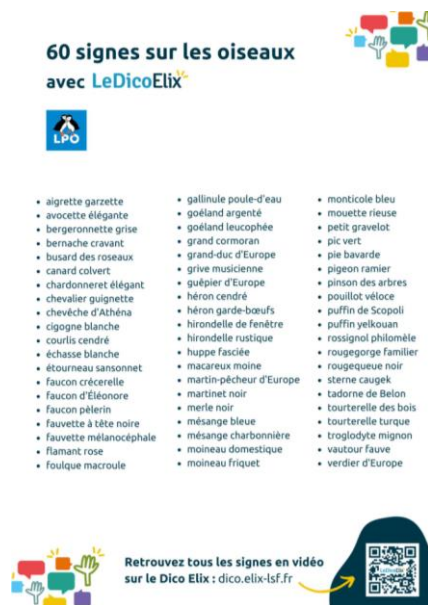 60 signes sur les oiseaux
avec LeDicoElix
LPO
• aigrette garzette
• avocette élégante
• bergeronnette grise
• bernache cravant
• busard des roseaux
• canard colvert
• chardonneret élégant
• chevalier guignette
• chevêche d'Athéna
• cigogne blanche
• courlis cendré
• échasse blanche
• étourneau sansonnet
• faucon crécerelle
• faucon d'Éléonore
• faucon pèlerin
• fauvette à tête noire
• fauvette mélanocéphale
• flamant rose
• foulque macroule
• gallinule poule-d'eau
• goéland argenté
• goéland leucophée
• grand cormoran
• grand-duc d'Europe
• grive musicienne
• guêpier d'Europe
• héron cendré
• héron garde-bœufs
• hirondelle de fenêtre
• hirondelle rustique
• huppe fasciée
• macareux moine
• martin-pêcheur d'Europe
• martinet noir
• merle noir
• mésange bleue
• mésange charbonnière
• moineau domestique
• moineau friquet
• monticole bleu
• mouette rieuse
• petit gravelot
• pic vert
• pie bavarde
• pigeon ramier
• pinson des arbres
• pouillot véloce
• puffin de Scopoli
• puffin yelkouan
• rossignol philomèle
• rougegorge familier
• rougequeue noir
• sterne caugek
• tadorne de Belon
• tourterelle des bois
• tourterelle turque
• troglodyte mignon
• vautour fauve
• verdier d'Europe
Retrouvez tous les signes en vidéo
sur le Dico Elix : dico.elix-lsf.fr
LeDicoElix